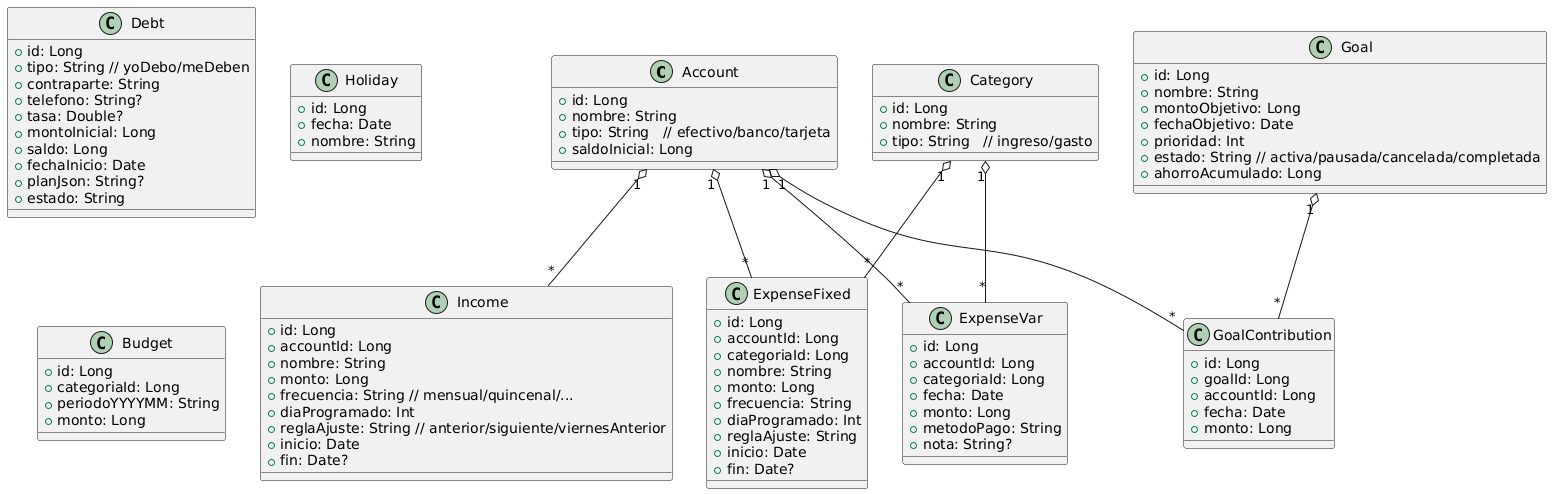 C Debt
id: Long
tipo: String // yoDebo/meDeben
contraparte: String
telefono: String?
tasa: Double?
montoInicial: Long
saldo: Long
fechaInicio: Date
planJson: String?
estado: String
C Holiday
id: Long
fecha: Date
nombre: String
C Account
id: Long
nombre: String
tipo: String // efectivo/banco/tarjeta
saldoInicial: Long
C Category
id: Long
nombre: String
tipo: String // ingreso/gasto
C Goal
id: Long
nombre: String
montoObjetivo: Long
fechaObjetivo: Date
prioridad: Int
estado: String // activa/pausada/cancelada/completada
ahorroAcumulado: Long
1
1
1
1
1
1
1
*
*
*
*
*
*
*
C Budget
id: Long
categoriaId: Long
periodoYYYYMM: String
monto: Long
C Income
id: Long
accountId: Long
nombre: String
monto: Long
frecuencia: String // mensual/quincenal/...
diaProgramado: Int
reglaAjuste: String // anterior/siguiente/viernesAnterior
inicio: Date
fin: Date?
C ExpenseFixed
id: Long
accountId: Long
categoriaId: Long
nombre: String
monto: Long
frecuencia: String
diaProgramado: Int
reglaAjuste: String
inicio: Date
fin: Date?
C ExpenseVar
id: Long
accountId: Long
categoriaId: Long
fecha: Date
monto: Long
metodoPago: String
nota: String?
C GoalContribution
id: Long
goalId: Long
accountId: Long
fecha: Date
monto: Long